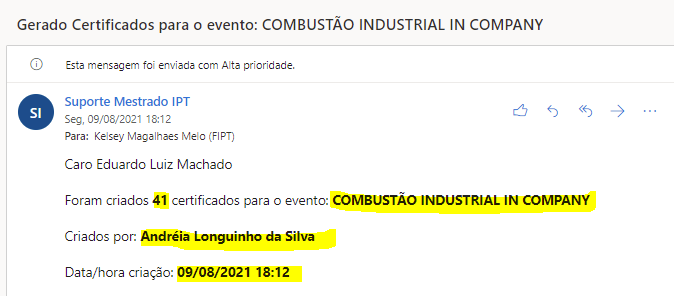 Gerado Certificados para o evento: COMBUSTÃO INDUSTRIAL IN COMPANY
Esta mensagem foi enviada com Alta prioridade.
SI
Suporte Mestrado IPT
Seg, 09/08/2021 18:12
Para: Kelsey Magalhaes Melo (FIPT)
Caro Eduardo Luiz Machado
Foram criados 41 certificados para o evento: COMBUSTÃO INDUSTRIAL IN COMPANY
Criados por: Andréia Longuinho da Silva
Data/hora criação: 09/08/2021 18:12